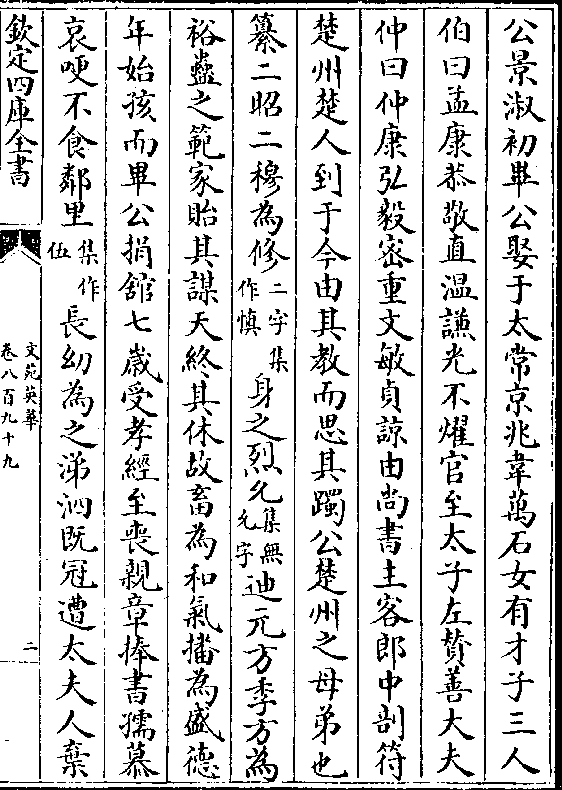 公景淑初畢公娶于太常京兆韋萬石女有才子三人
伯曰孟康恭敬直温謙光不燿官至太子左贊善大夫
仲曰仲康弘毅密重文敏貞諒由尚書主客郎中剖符
楚州楚人到于今由其教而思其躅公楚州之母弟也
纂二昭二穆為修二字集作慎身之烈允集無允字迪元方季方為
裕蠱之範家貽其謀天終其休故畜為和氣播為盛德
年始孩而畢公捐舘七歲受孝經至喪親章捧書孺慕
哀哽不食鄰里集作伍長幼為之涕泗既冠遭太夫人棄
欽定四庫全書
文苑英華
卷八百九十九
二